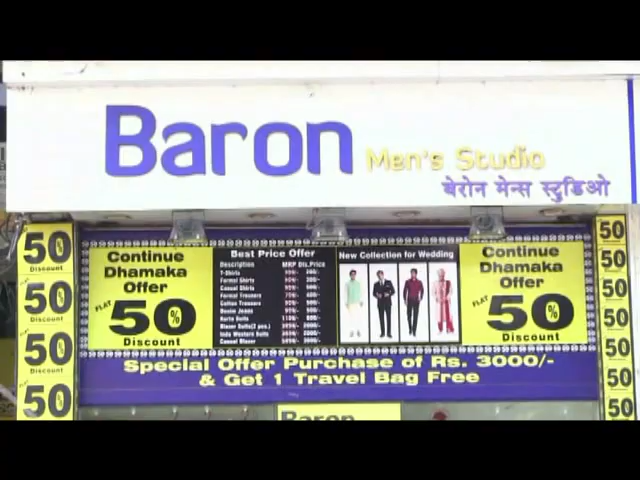 Baron Men's Studio
बेरोन मेन्स स्टुडिओ
50%
Discount
50%
Discount
50%
Discount
50%
Continue
Dhamaka
Offer
FLAT 50%
Discount
Best Price Offer
Description MRP Dis.Price
T-Shirts
Formal Shirts
Casual Shirts
Formal Trousers
Cotton Trousers
Denim Jeans
Kurta Suits
Blazer Suits(2 pcs.)
Indo Western Suits
Casual Blazer
New Collection for Wedding
Continue
Dhamaka
Offer
FLAT 50%
Discount
Special Offer Purchase of Rs. 3000/-
& Get 1 Travel Bag Free
50
50
50
50
50
50
50
Baron